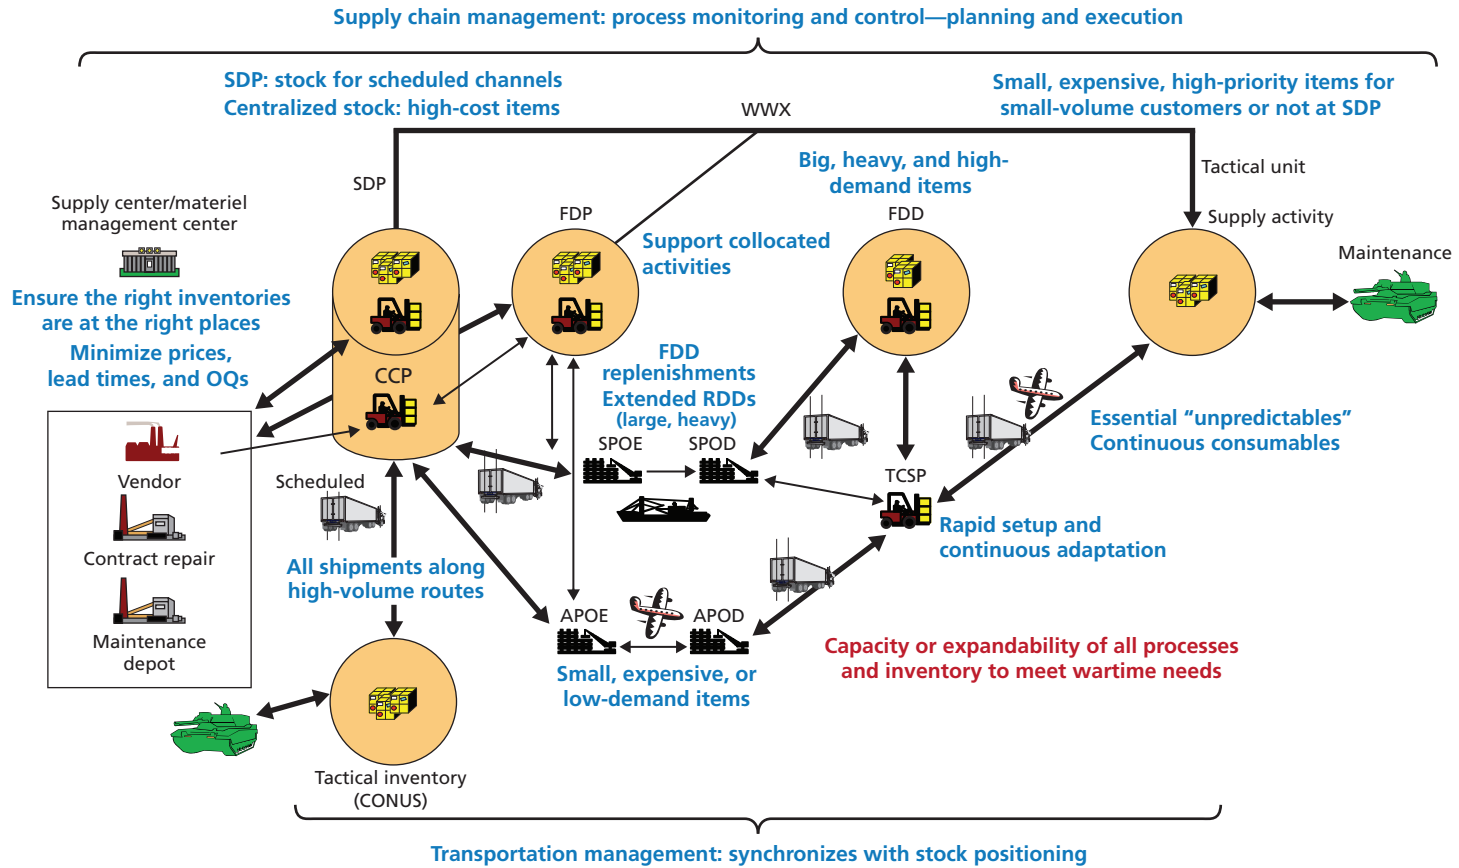 Supply chain management: process monitoring and control—planning and execution
SDP: stock for scheduled channels
Centralized stock: high-cost items
Small, expensive, high-priority items for
small-volume customers or not at SDP
WWX
Big, heavy, and high-
demand items
Tactical unit
SDP
Supply center/materiel
management center
FDP
FDD
Supply activity
Support collocated
activities
Maintenance
Ensure the right inventories
are at the right places
Minimize prices,
lead times, and OQs
FDD
replenishments
Extended RDDs
(large, heavy)
CCP
Essential “unpredictables”
Continuous consumables
SPOE
SPOD
Vendor
Scheduled
TCSP
Rapid setup and
continuous adaptation
Contract repair
All shipments along
high-volume routes
APOE
APOD
Maintenance
depot
Capacity or expandability of all processes
and inventory to meet wartime needs
Small, expensive, or
low-demand items
Tactical inventory
(CONUS)
Transportation management: synchronizes with stock positioning